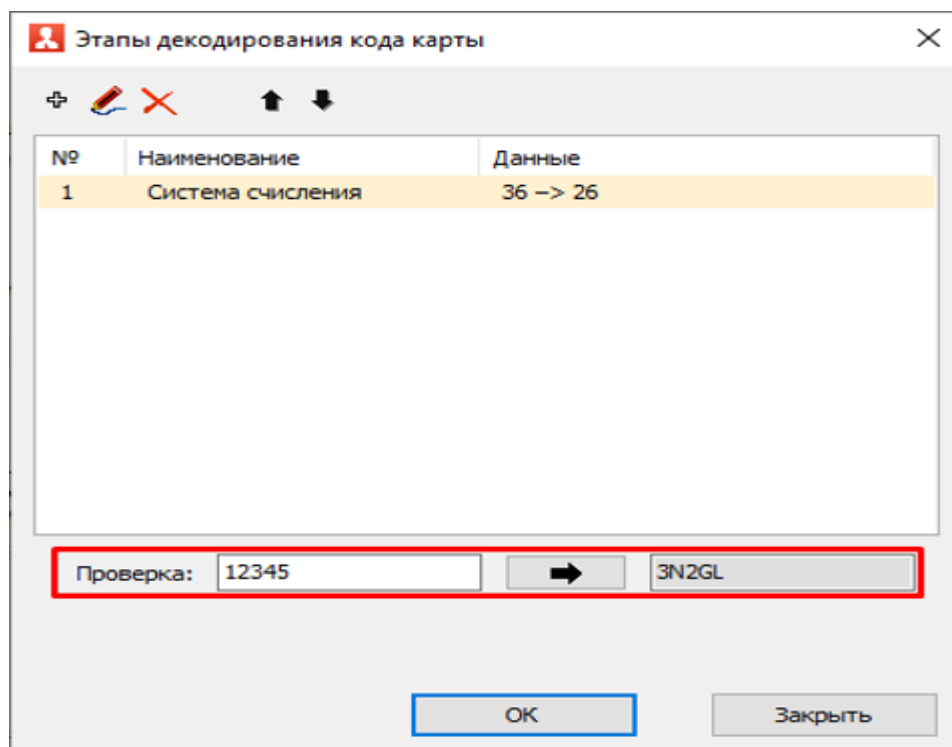 Этапы декодирования кода карты
№ Наименование Данные
1 Система счисления 36 —> 26
Проверка: 12345 3N2GL
OK Закрыть